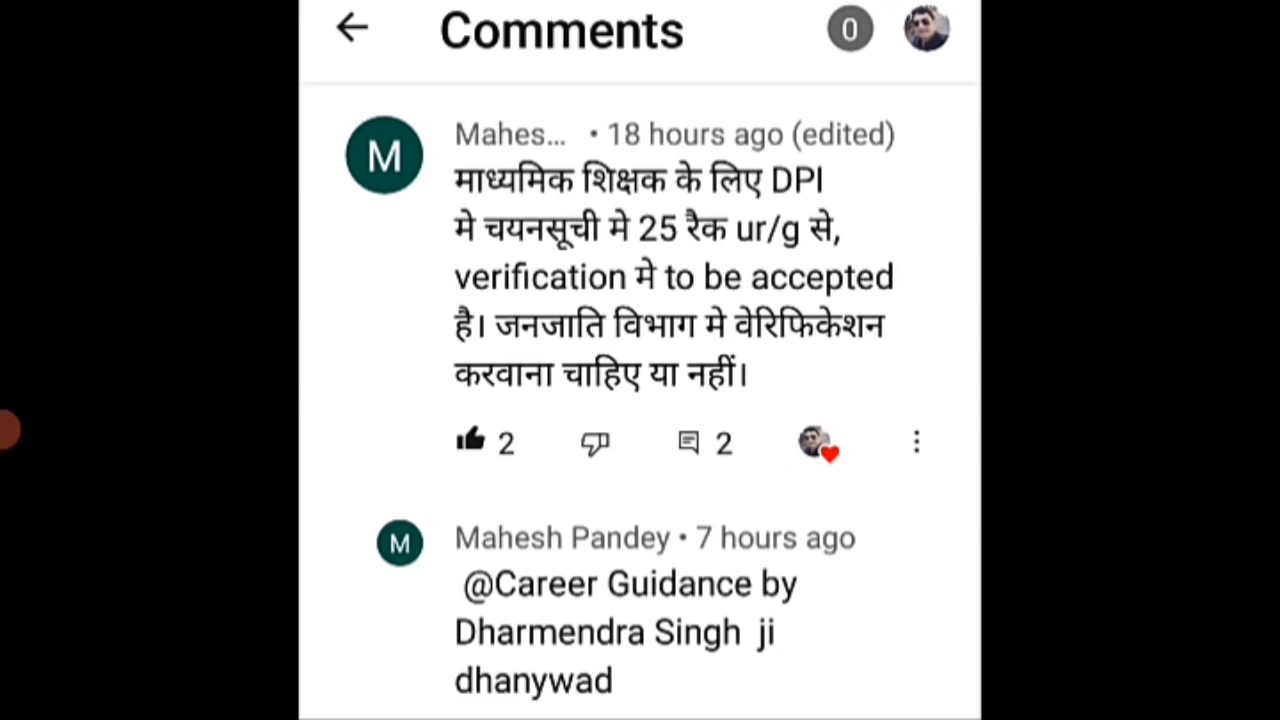 Comments
0
M
Mahes... • 18 hours ago (edited)
माध्यमिक शिक्षक के लिए DPI
मे चयनसूची मे 25 रैक ur/g से,
verification मे to be accepted
है। जनजाति विभाग मे वेरिफिकेशन
करवाना चाहिए या नहीं।
2 2
M
Mahesh Pandey • 7 hours ago
@Career Guidance by
Dharmendra Singh ji
dhanywad